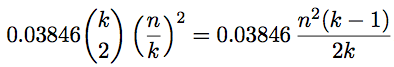 0.03846 \binom{k}{2} \left(\frac{n}{k}\right)^2 = 0.03846 \frac{n^2(k-1)}{2k}